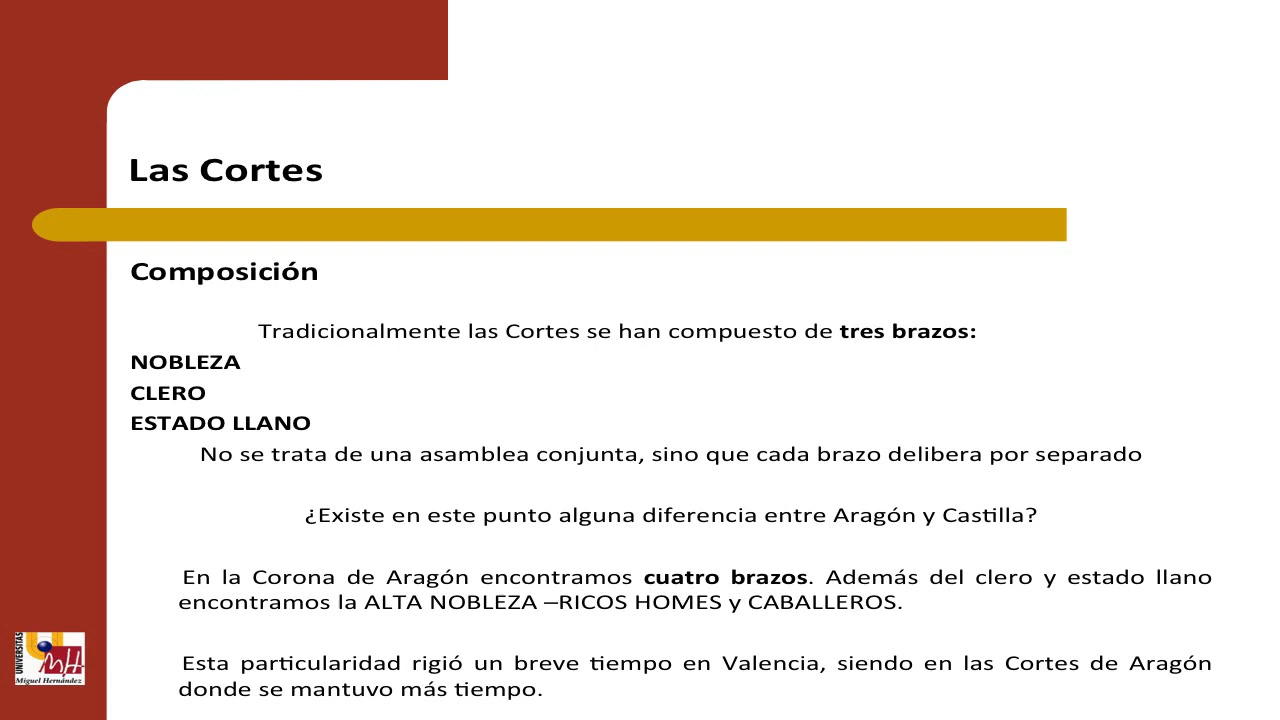 Las Cortes
Composición
Tradicionalmente las Cortes se han compuesto de tres brazos:
NOBLEZA
CLERO
ESTADO LLANO
No se trata de una asamblea conjunta, sino que cada brazo delibera por separado
¿Existe en este punto alguna diferencia entre Aragón y Castilla?
En la Corona de Aragón encontramos cuatro brazos. Además del clero y estado llano
encontramos la ALTA NOBLEZA –RICOS HOMES y CABALLEROS.
Esta particularidad rigió un breve tiempo en Valencia, siendo en las Cortes de Aragón
donde se mantuvo más tiempo.
UNIVERSITAS
MH
Miguel Hernández